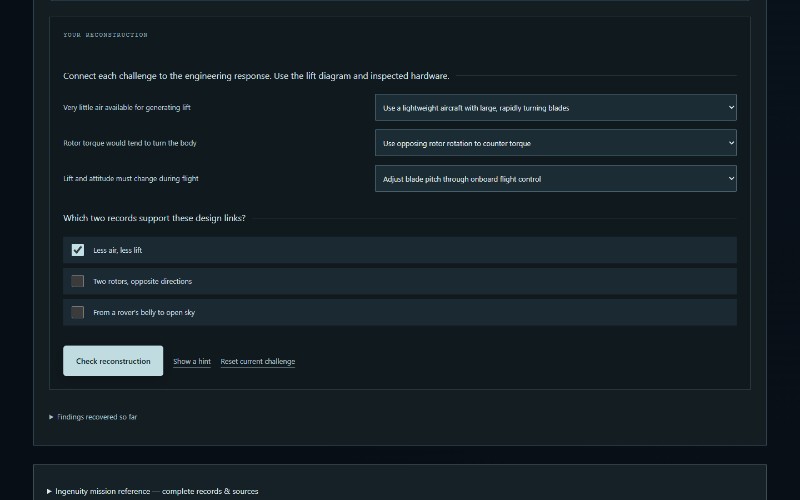 YOUR RECONSTRUCTION
Connect each challenge to the engineering response. Use the lift diagram and inspected hardware.
Very little air available for generating lift
Use a lightweight aircraft with large, rapidly turning blades
Rotor torque would tend to turn the body
Use opposing rotor rotation to counter torque
Lift and attitude must change during flight
Adjust blade pitch through onboard flight control
Which two records support these design links?
Less air, less lift
Two rotors, opposite directions
From a rover's belly to open sky
Check reconstruction Show a hint Reset current challenge
Findings recovered so far
Ingenuity mission reference — complete records & sources